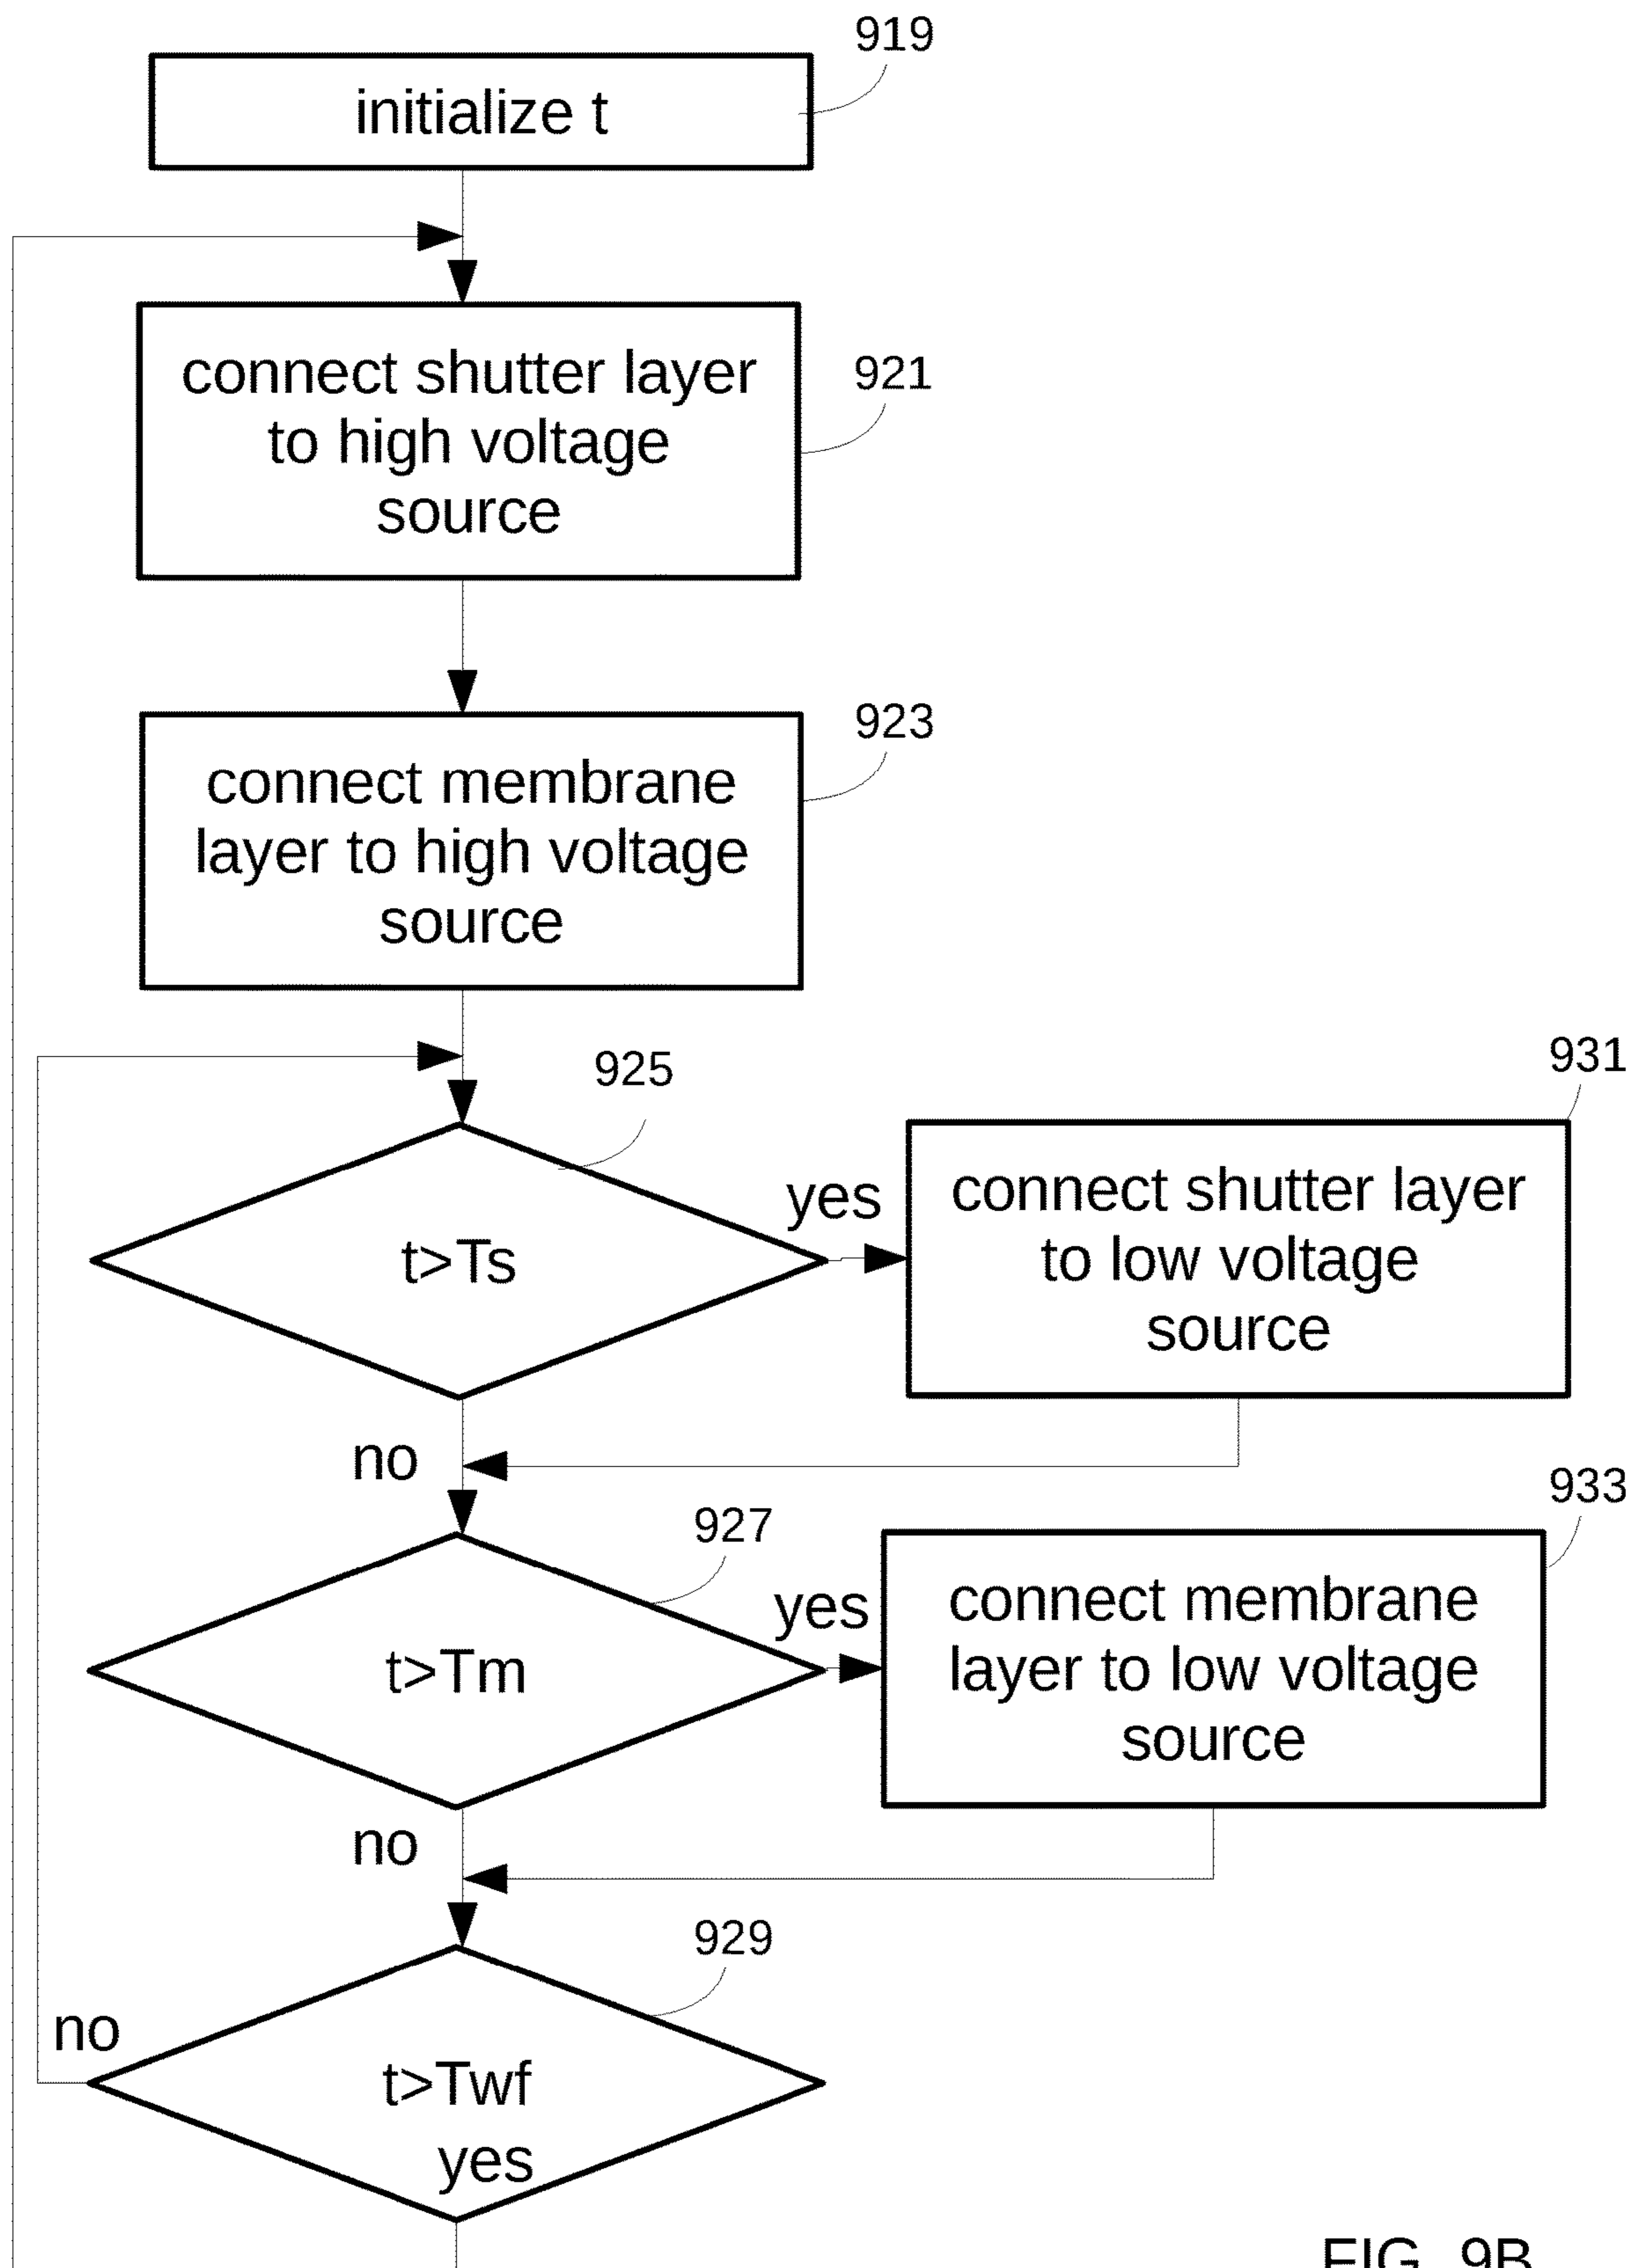 919
initialize t
connect shutter layer
to high voltage
source
921
923
connect membrane
layer to high voltage
source
925
931
yes
connect shutter layer
to low voltage
source
t>Ts
no
933
927
yes
connect membrane
layer to low voltage
source
t>Tm
no
929
no
t>Twf
yes
FIG. 9B